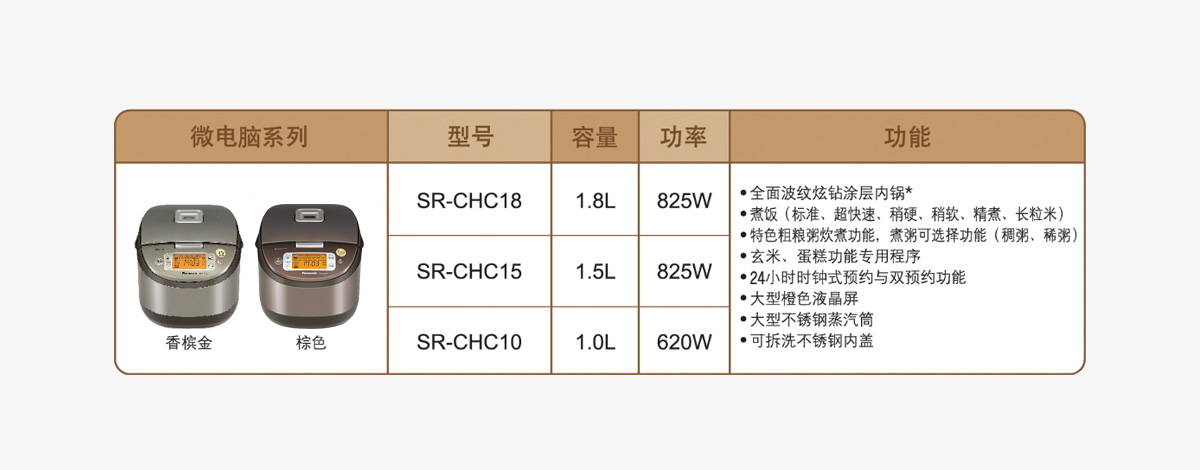 微电脑系列 型号 容量 功率 功能
SR-CHC18 1.8L 825W
SR-CHC15 1.5L 825W
SR-CHC10 1.0L 620W
•全面波纹炫钻涂层内锅*
•煮饭（标准、超快速、稍硬、稍软、精煮、长粒米）
•特色粗粮粥炊煮功能，煮粥可选择功能（稠粥、稀粥）
•玄米、蛋糕功能专用程序
•24小时时钟式预约与双预约功能
•大型橙色液晶屏
•大型不锈钢蒸汽筒
•可拆洗不锈钢内盖
香槟金 棕色